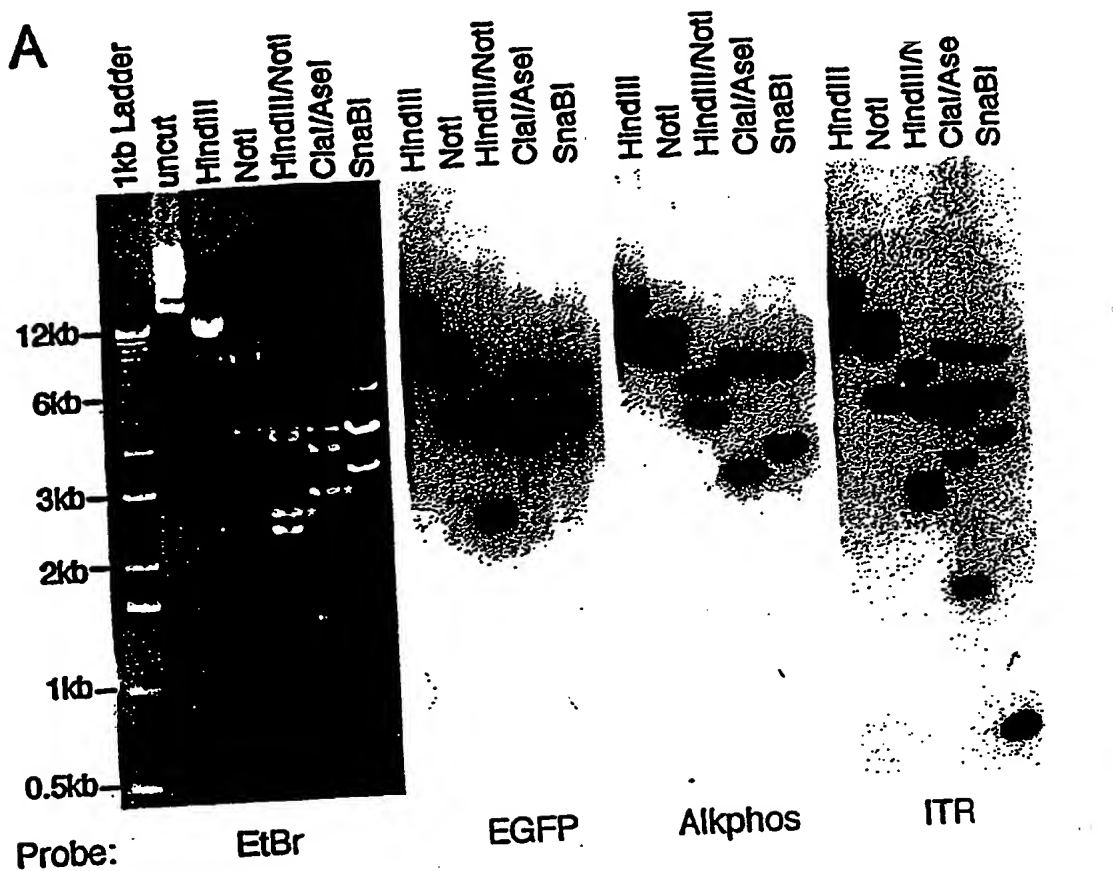 A
1kb Ladder
uncut
HindIII
NotI
HindIII/NotI
ClaI/AseI
SnaBI
HindIII
NotI
HindIII/NotI
ClaI/AseI
SnaBI
HindIII
NotI
HindIII/NotI
ClaI/AseI
SnaBI
HindIII
NotI
HindIII/N
ClaI/Ase
SnaBI
12kb
6kb
3kb
2kb
1kb
0.5kb
Probe: EtBr EGFP Alkphos ITR